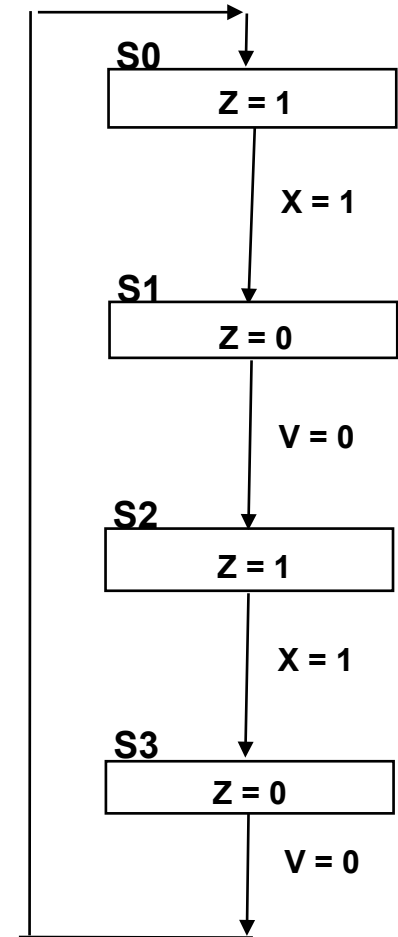 S0
Z = 1
X = 1
S1
Z = 0
V = 0
S2
Z = 1
X = 1
S3
Z = 0
V = 0